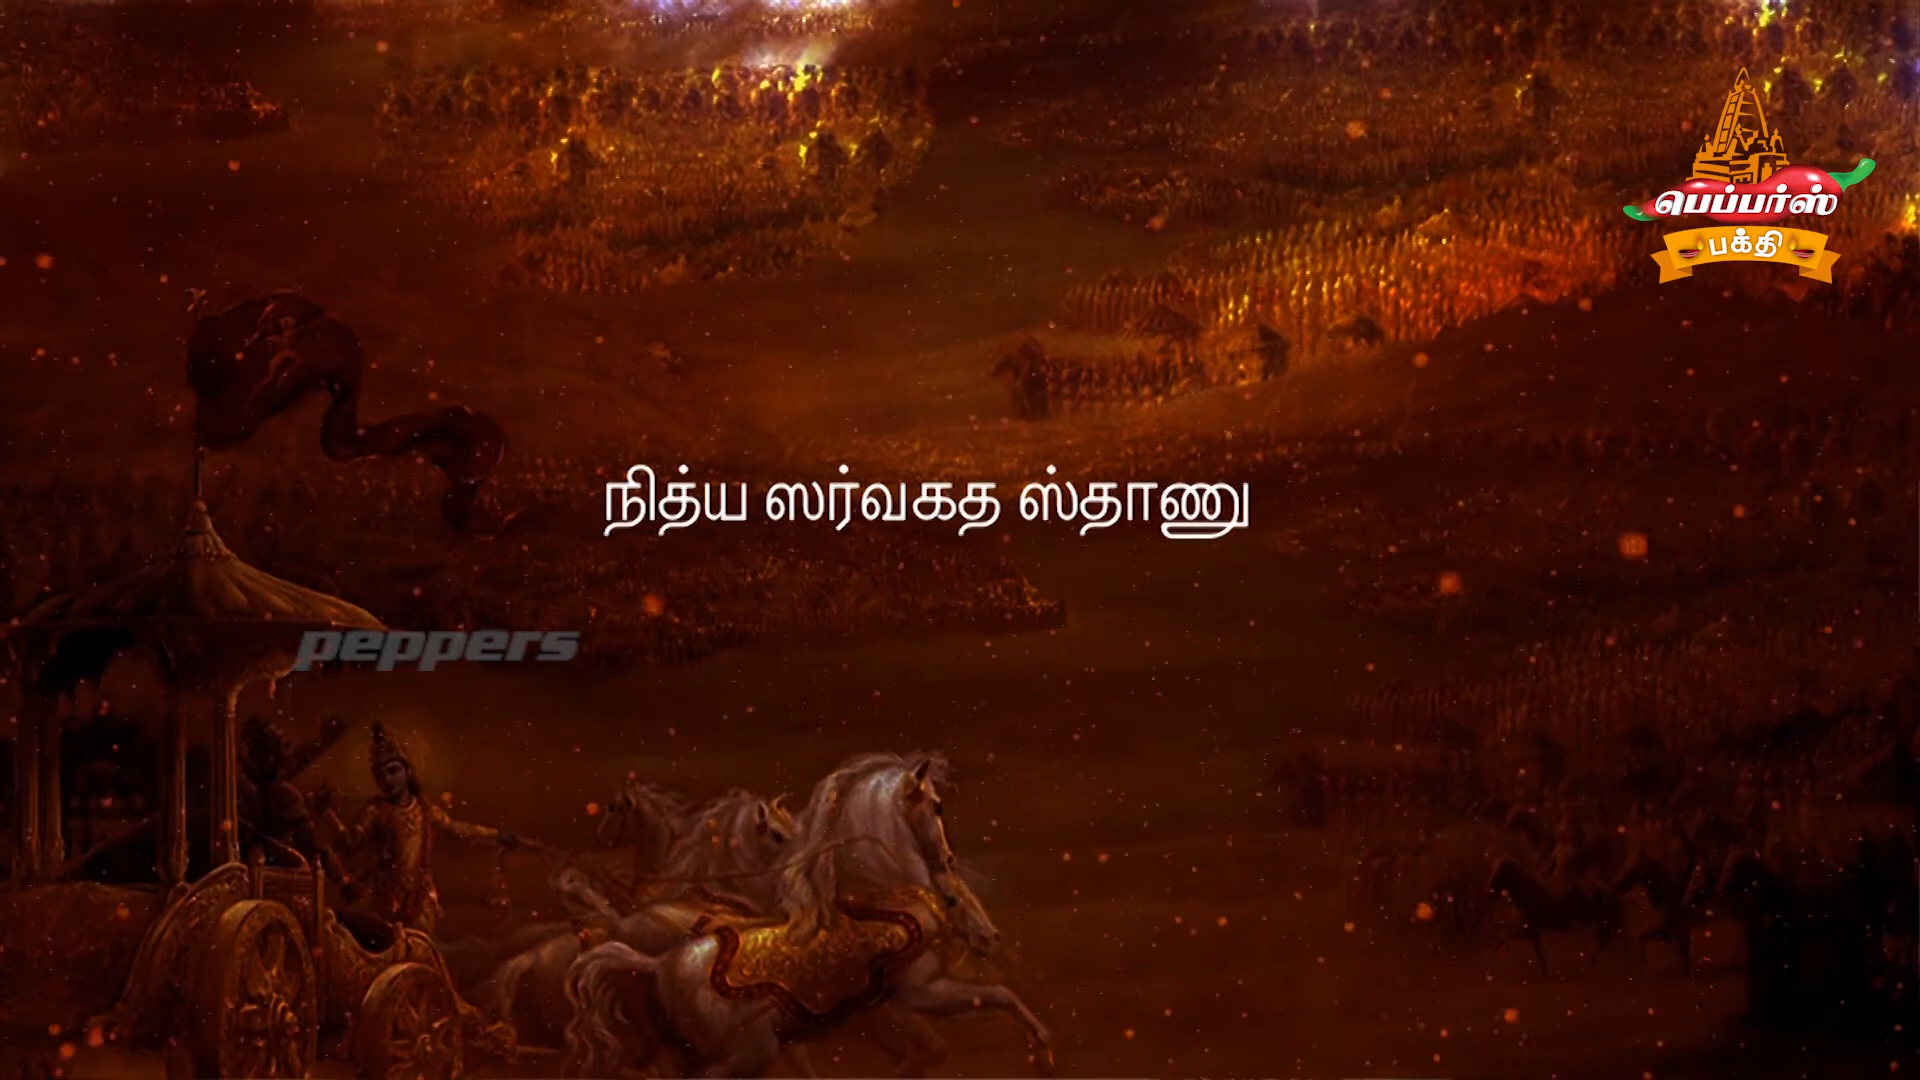 பெப்பர்ஸ்
பக்தி
நித்ய ஸர்வகத ஸ்தாணு
peppers